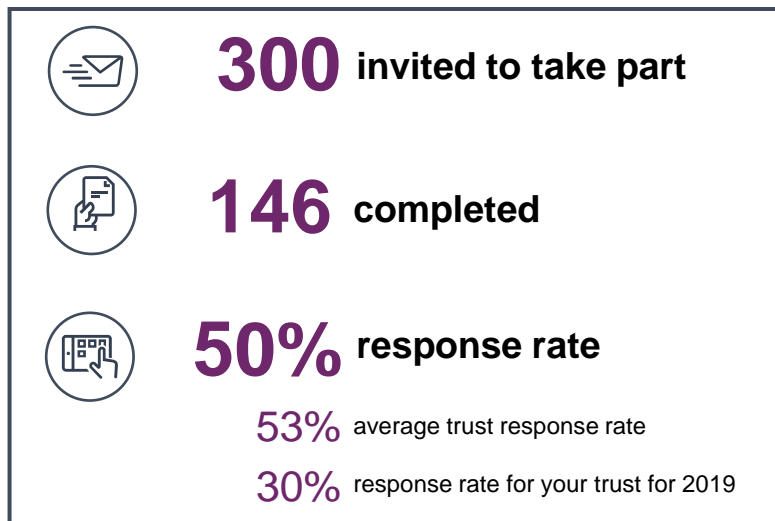 300 invited to take part
146 completed
50% response rate
53% average trust response rate
30% response rate for your trust for 2019